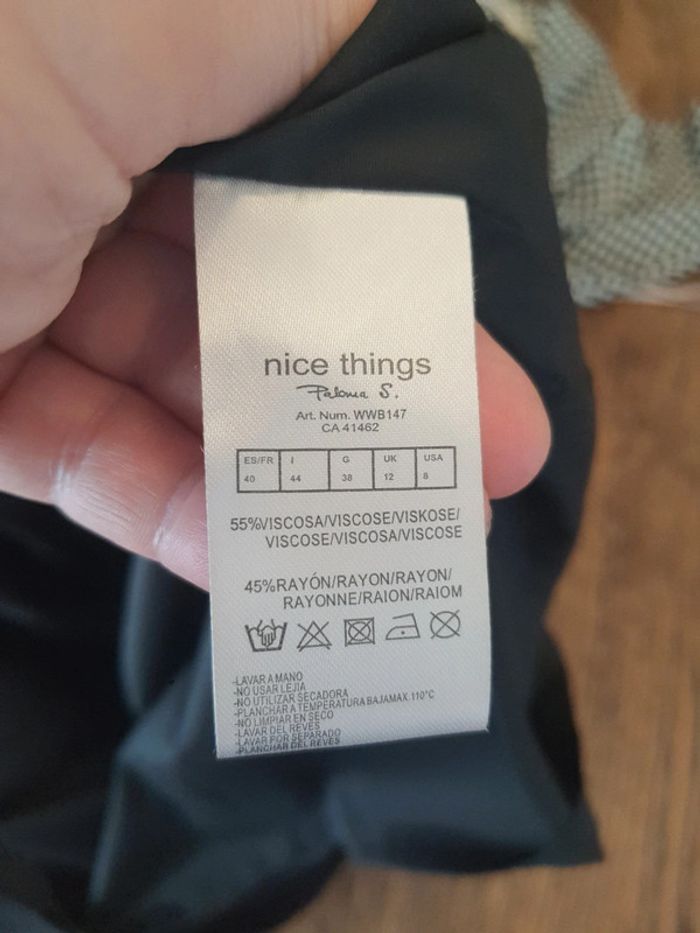 nice things
Paloma S.
Art. Num. WWB147
CA 41462
ES/FR I G UK USA
40 44 38 12 8
55%VISCOSA/VISCOSE/VISKOSE/
VISCOSE/VISCOSA/VISCOSE
45%RAYÓN/RAYON/RAYON/
RAYONNE/RAION/RAIOM
-LAVAR A MANO
-NO USAR LEJIA
-NO UTILIZAR SECADORA
-PLANCHAR A TEMPERATURA BAJAMAX.110°C
-NO LIMPIAR EN SECO
-LAVAR DEL REVES
-LAVAR POR SEPARADO
-PLANCHAR DEL REVES